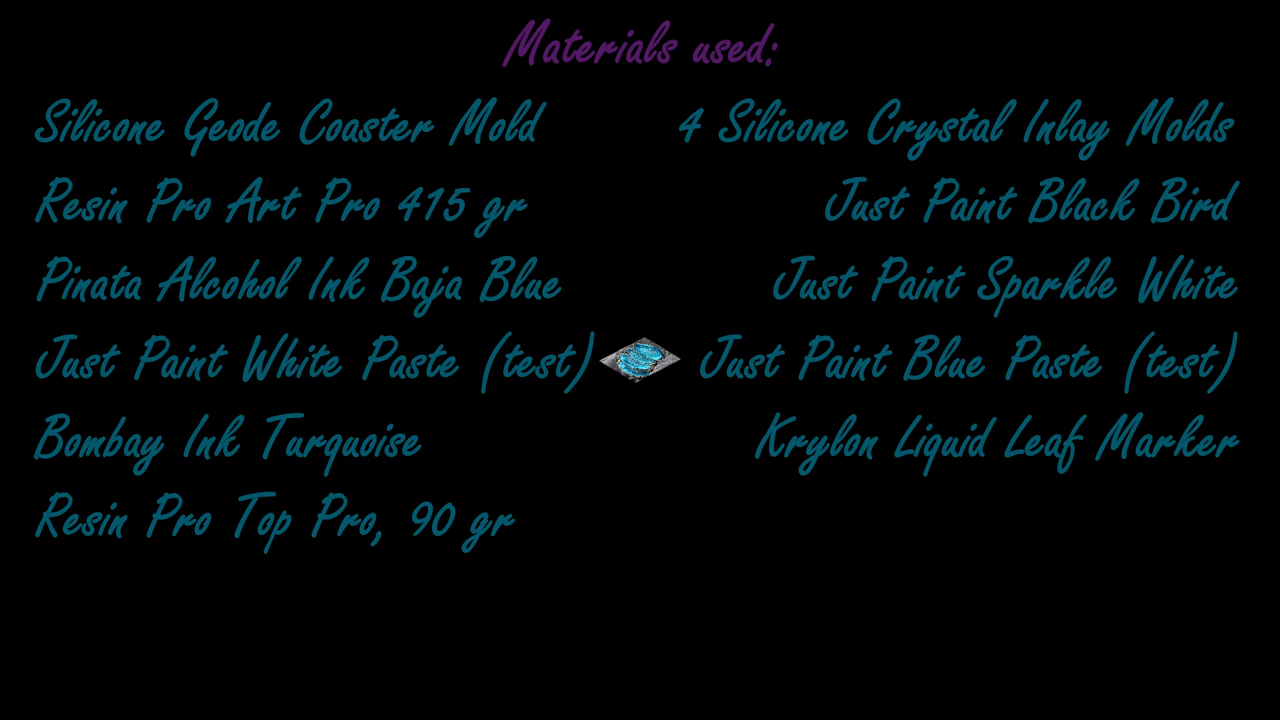 Materials used:
Silicone Geode Coaster Mold
4 Silicone Crystal Inlay Molds
Resin Pro Art Pro 415 gr
Just Paint Black Bird
Pinata Alcohol Ink Baja Blue
Just Paint Sparkle White
Just Paint White Paste (test)
Just Paint Blue Paste (test)
Bombay Ink Turquoise
Krylon Liquid Leaf Marker
Resin Pro Top Pro, 90 gr